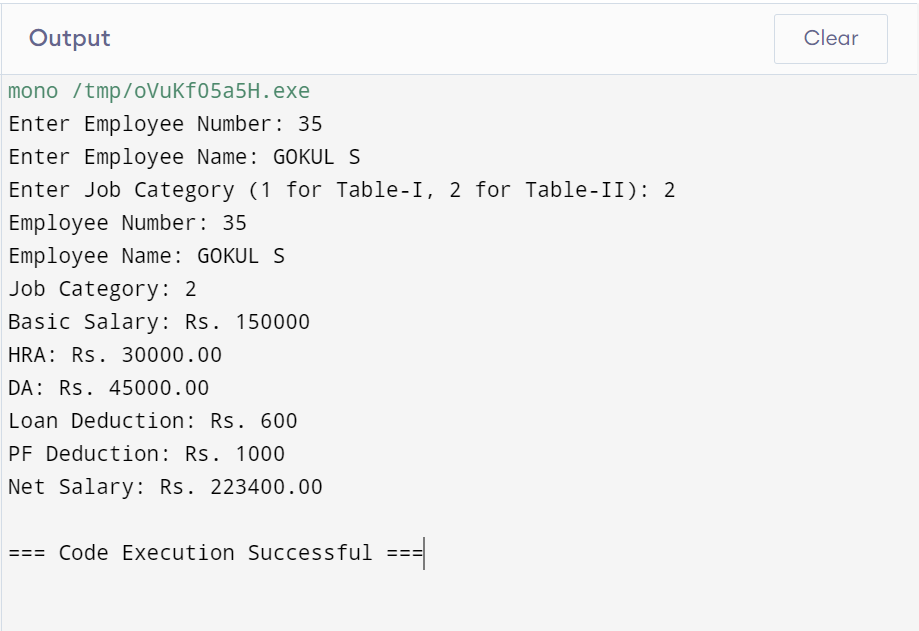 Output
Clear
mono /tmp/oVuKfO5a5H.exe
Enter Employee Number: 35
Enter Employee Name: GOKUL S
Enter Job Category (1 for Table-I, 2 for Table-II): 2
Employee Number: 35
Employee Name: GOKUL S
Job Category: 2
Basic Salary: Rs. 150000
HRA: Rs. 30000.00
DA: Rs. 45000.00
Loan Deduction: Rs. 600
PF Deduction: Rs. 1000
Net Salary: Rs. 223400.00
=== Code Execution Successful ===